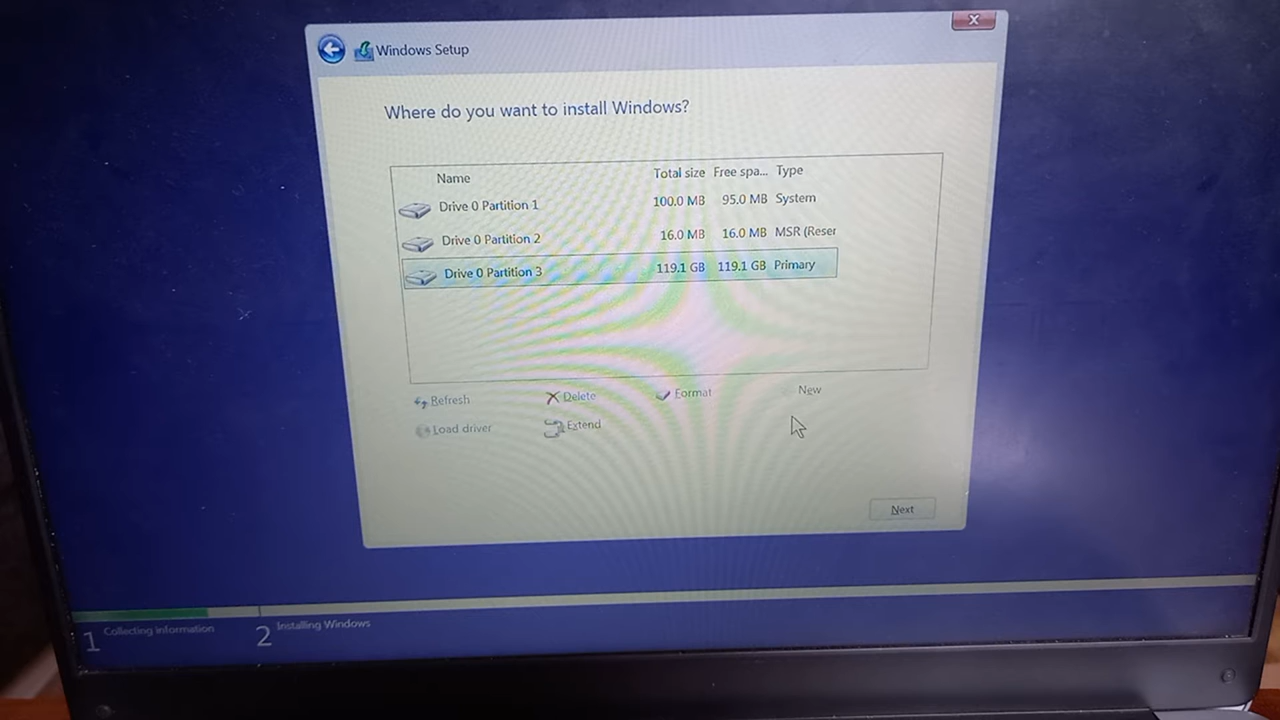 Windows Setup
Where do you want to install Windows?
Name Total size Free spa... Type
Drive 0 Partition 1 100.0 MB 95.0 MB System
Drive 0 Partition 2 16.0 MB 16.0 MB MSR (Reser
Drive 0 Partition 3 119.1 GB 119.1 GB Primary
Refresh Delete Format New
Load driver Extend
Next
1 Collecting information 2 Installing Windows